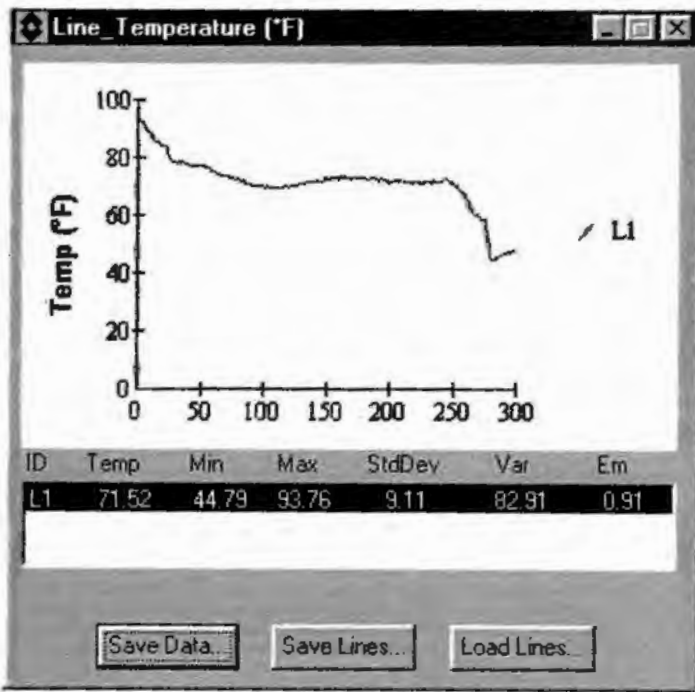 Line_Temperature (°F)
100
80
60
40
20
0
Temp (°F)
0 50 100 150 200 250 300
L1
ID Temp Min Max StdDev Var Em
L1 71.52 44.79 93.76 9.11 82.91 0.91
Save Data... Save Lines... Load Lines...